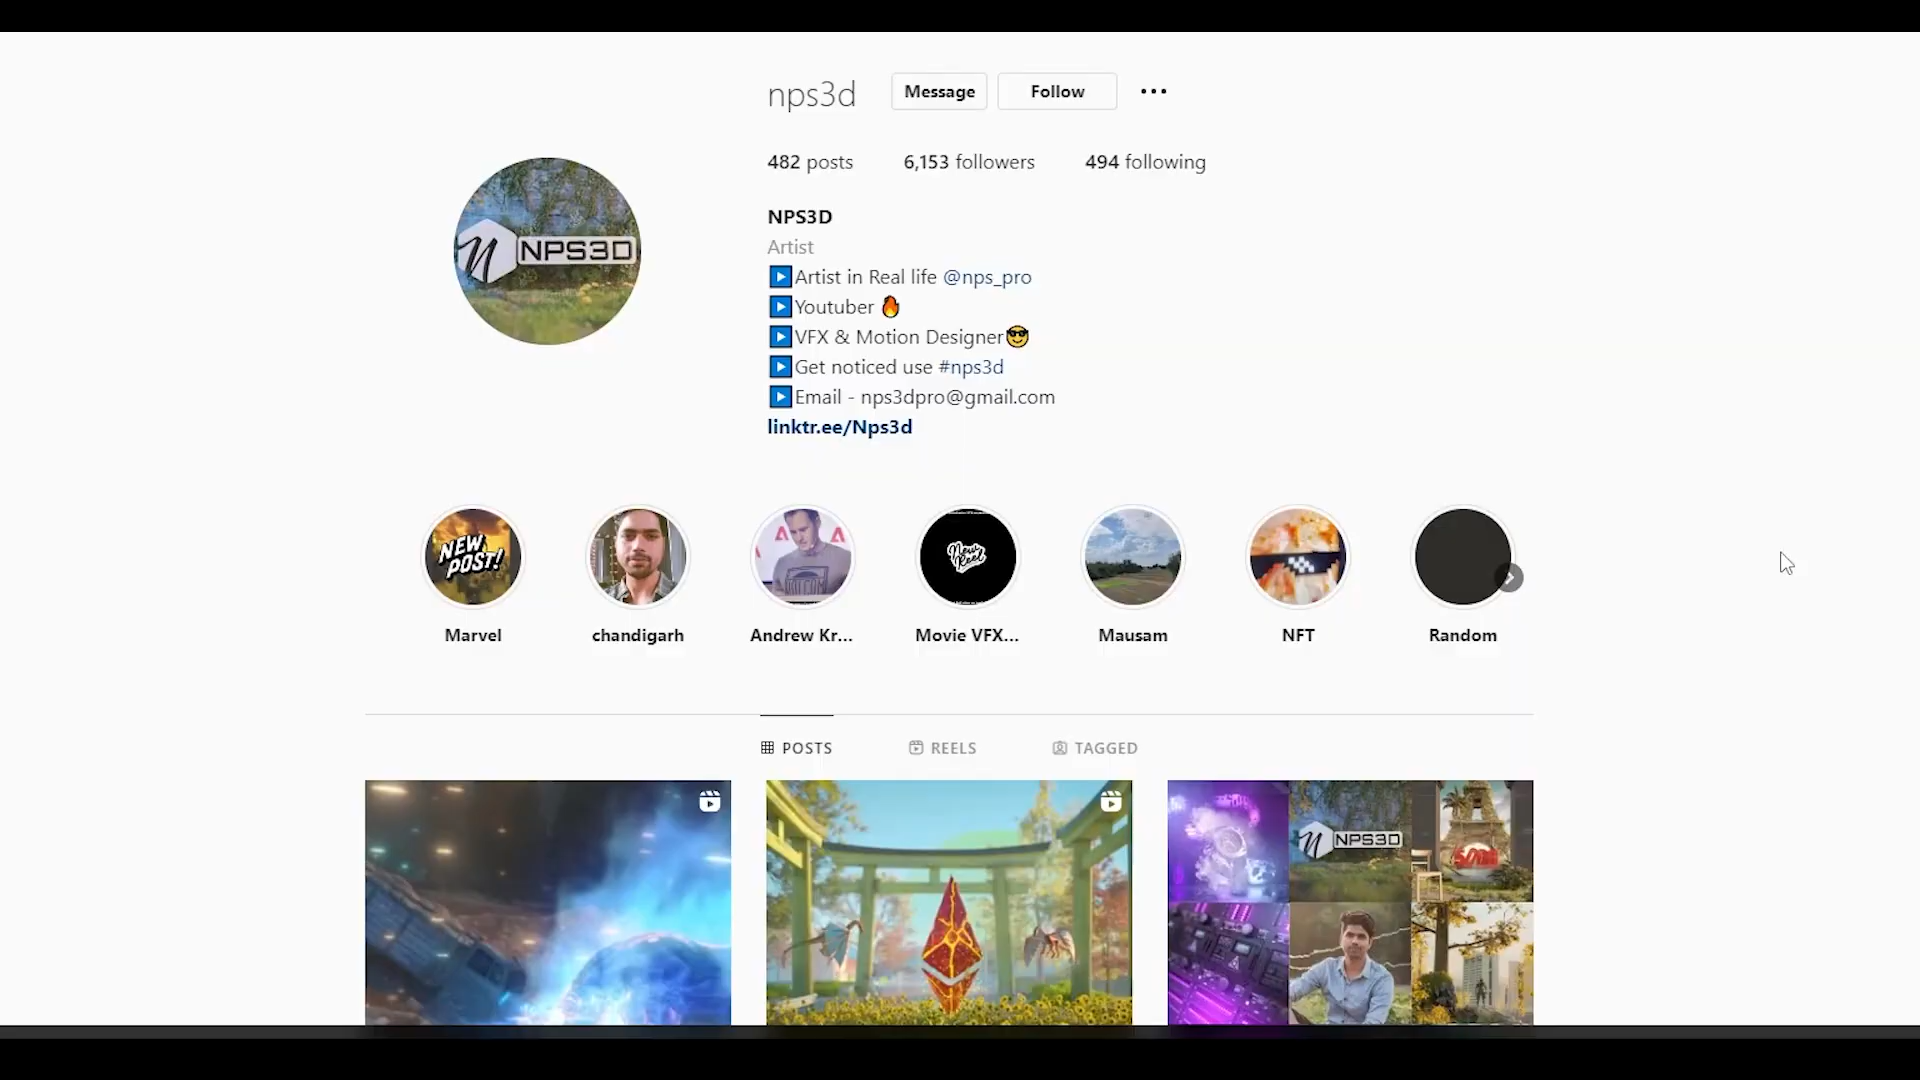 nps3d Message Follow
482 posts 6,153 followers 494 following
NPS3D
NPS3D
Artist
Artist in Real life @nps_pro
Youtuber
VFX & Motion Designer
Get noticed use #nps3d
Email - nps3dpro@gmail.com
linktr.ee/Nps3d
NEW
POST!
New
Reel
Marvel chandigarh Andrew Kr... Movie VFX... Mausam NFT Random
POSTS REELS TAGGED
NPS3D